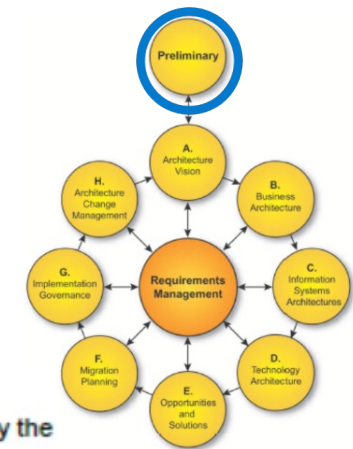 Preliminary
A.
Architecture
Vision
B.
Business
Architecture
C.
Information
Systems
Architectures
D.
Technology
Architecture
E.
Opportunities
and
Solutions
F.
Migration
Planning
G.
Implementation
Governance
H.
Architecture
Change
Management
Requirements
Management
y the